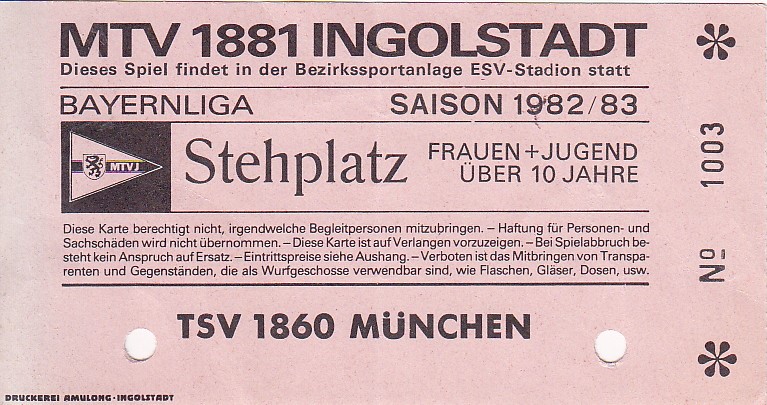 MTV 1881 INGOLSTADT
Dieses Spiel findet in der Bezirkssportanlage ESV-Stadion statt
BAYERNLIGA SAISON 1982/83
MTV J
Stehplatz
FRAUEN+JUGEND
ÜBER 10 JAHRE
Diese Karte berechtigt nicht, irgendwelche Begleitpersonen mitzubringen. – Haftung für Personen- und
Sachschäden wird nicht übernommen. – Diese Karte ist auf Verlangen vorzuzeigen. – Bei Spielabbruch be-
steht kein Anspruch auf Ersatz. – Eintrittspreise siehe Aushang. – Verboten ist das Mitbringen von Transpa-
renten und Gegenständen, die als Wurfgeschosse verwendbar sind, wie Flaschen, Gläser, Dosen, usw.
TSV 1860 MÜNCHEN
DRUCKEREI AMULONG·INGOLSTADT
* Nº 1003 *